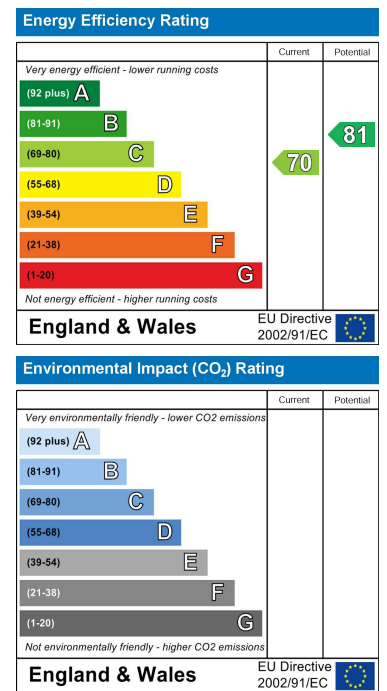 Energy Efficiency Rating
Current Potential
Very energy efficient - lower running costs
(92 plus) A
(81-91) B
81
(69-80) C
70
(55-68) D
(39-54) E
(21-38) F
(1-20) G
Not energy efficient - higher running costs
England & Wales
EU Directive
2002/91/EC
Environmental Impact (CO₂) Rating
Current Potential
Very environmentally friendly - lower CO2 emissions
(92 plus) A
(81-91) B
(69-80) C
(55-68) D
(39-54) E
(21-38) F
(1-20) G
Not environmentally friendly - higher CO2 emissions
England & Wales
EU Directive
2002/91/EC